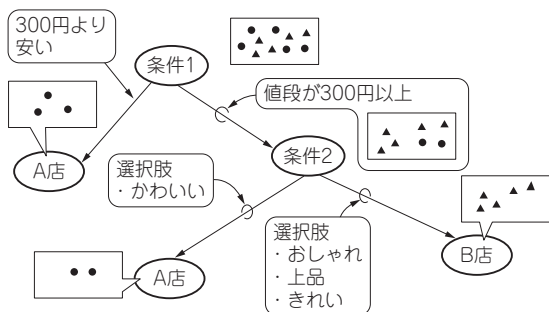 300円より
安い
条件1
値段が300円以上
A店
条件2
選択肢
・かわいい
選択肢
・おしゃれ
・上品
・きれい
A店
B店